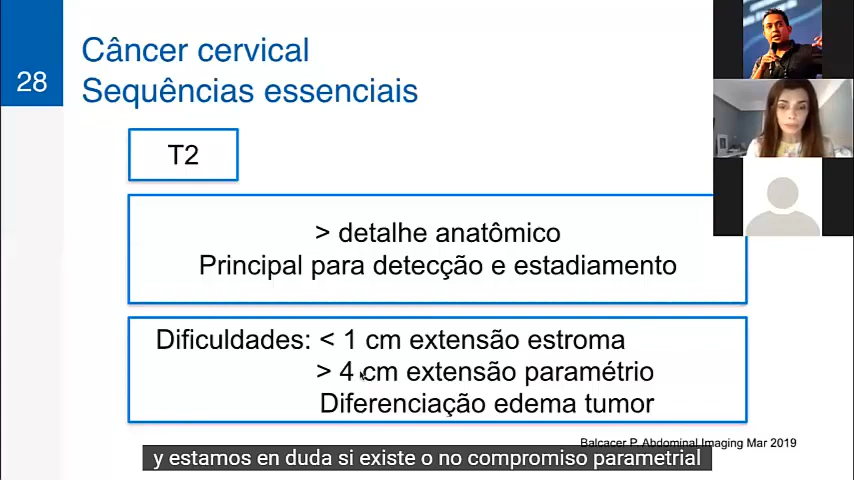 Câncer cervical
28
Sequências essenciais
T2
> detalhe anatômico
Principal para detecção e estadiamento
Dificuldades: < 1 cm extensão estroma
> 4 cm extensão paramétrio
Diferenciação edema tumor
Balcacer P. Abdominal Imaging Mar 2019
y estamos en duda si existe o no compromiso parametrial